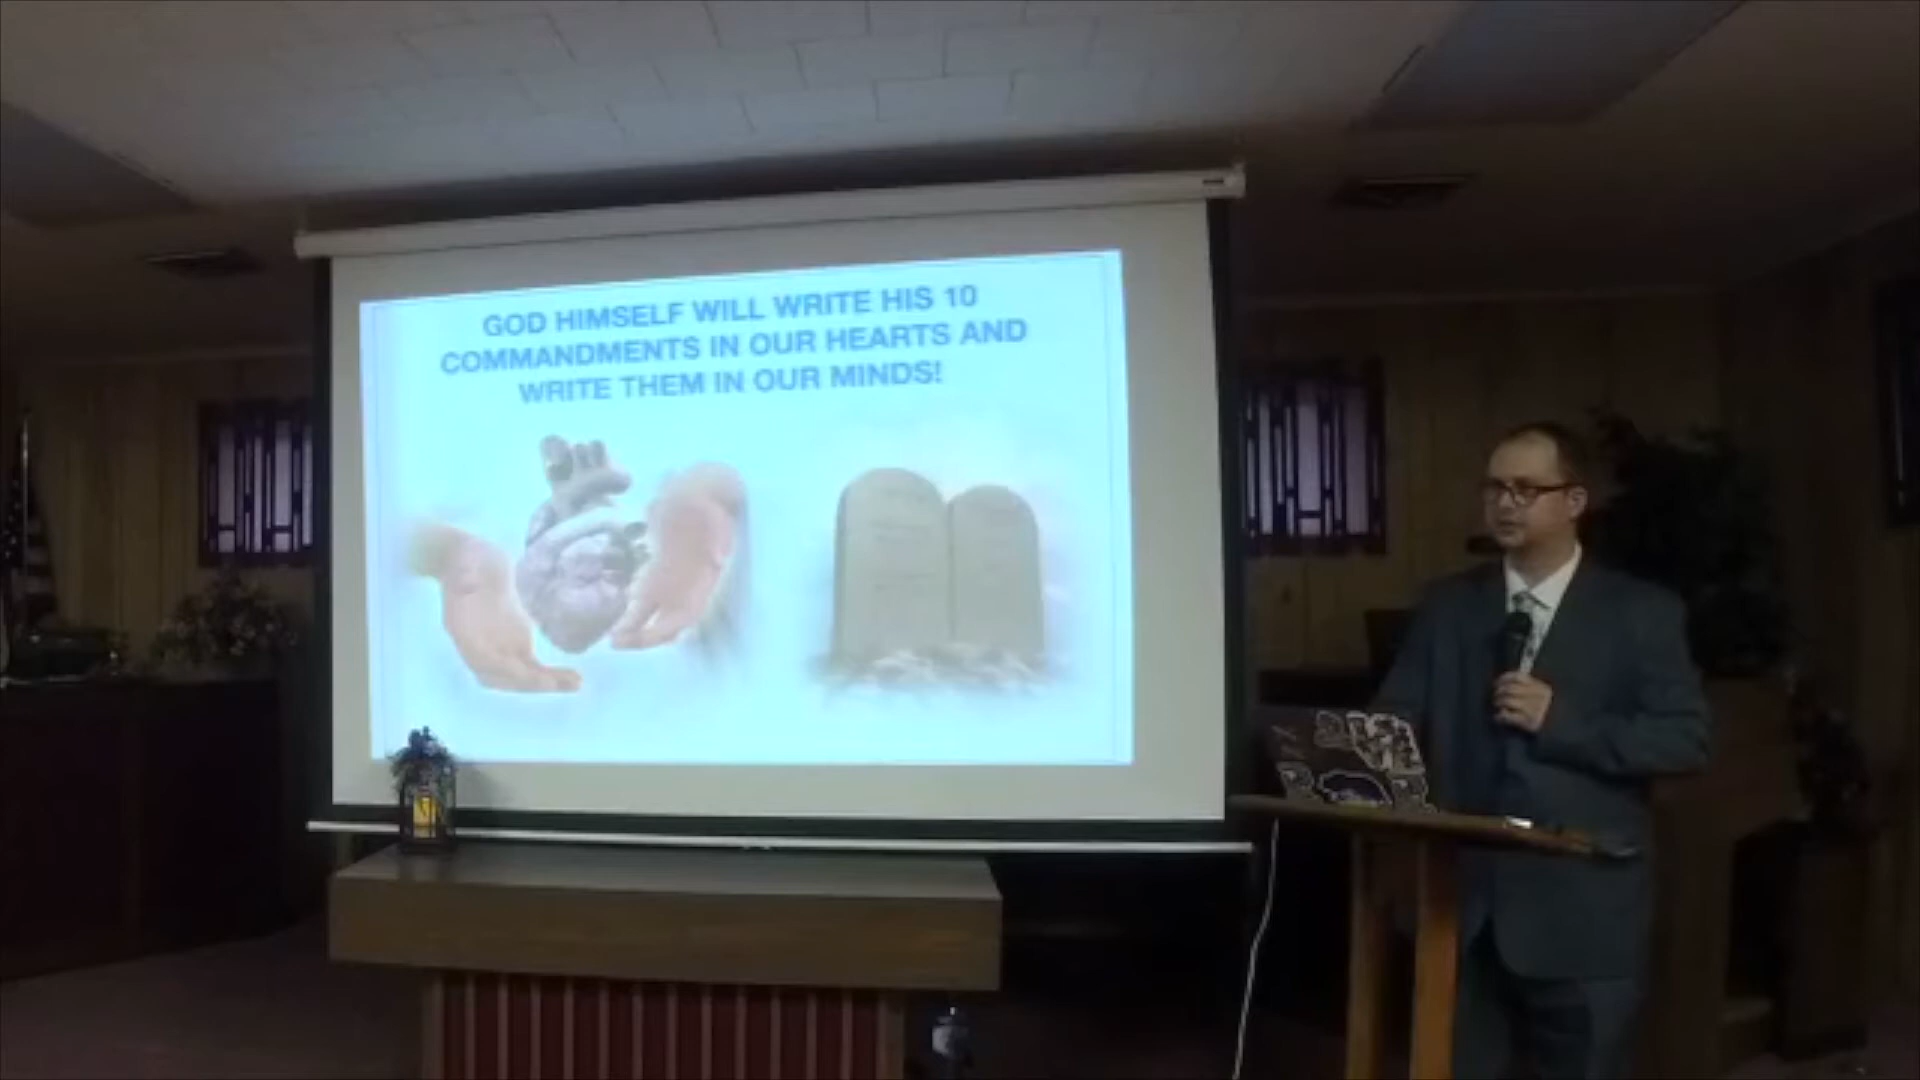 GOD HIMSELF WILL WRITE HIS 10
COMMANDMENTS IN OUR HEARTS AND
WRITE THEM IN OUR MINDS!